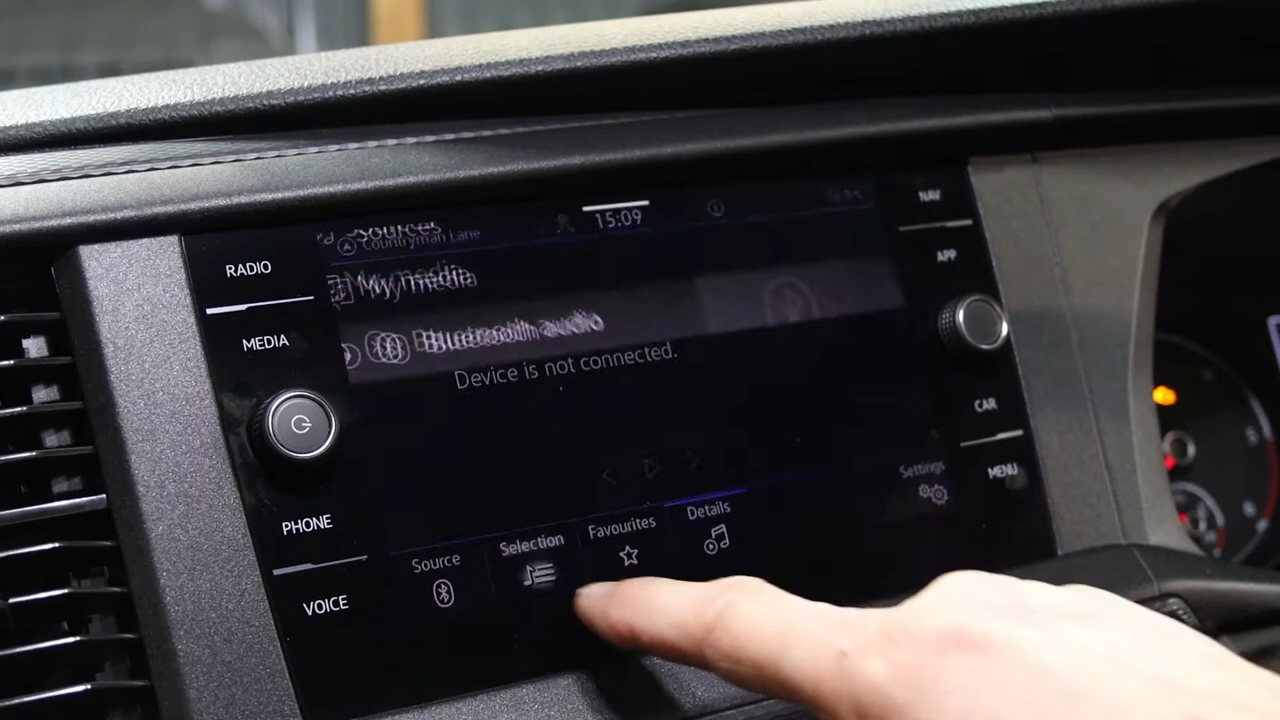 RADIO
MEDIA
PHONE
VOICE
Sources
15:09
Countryman Lane
My media
Bluetooth audio
Device is not connected.
Source
Selection
Favourites
Details
Settings
NAV
APP
CAR
MENU